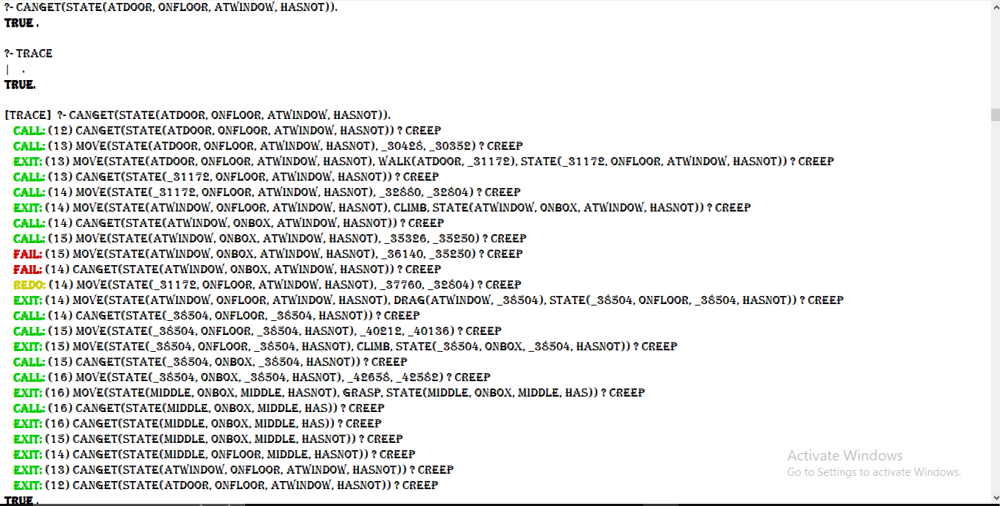 ?- CANGET(STATE(ATDOOR, ONFLOOR, ATWINDOW, HASNOT)).
TRUE .
?- TRACE
| .
TRUE.
[TRACE] ?- CANGET(STATE(ATDOOR, ONFLOOR, ATWINDOW, HASNOT)).
CALL: (12) CANGET(STATE(ATDOOR, ONFLOOR, ATWINDOW, HASNOT)) ? CREEP
CALL: (13) MOVE(STATE(ATDOOR, ONFLOOR, ATWINDOW, HASNOT), _30428, _30352) ? CREEP
EXIT: (13) MOVE(STATE(ATDOOR, ONFLOOR, ATWINDOW, HASNOT), WALK(ATDOOR, _31172), STATE(_31172, ONFLOOR, ATWINDOW, HASNOT)) ? CREEP
CALL: (13) CANGET(STATE(_31172, ONFLOOR, ATWINDOW, HASNOT)) ? CREEP
CALL: (14) MOVE(STATE(_31172, ONFLOOR, ATWINDOW, HASNOT), _32880, _32804) ? CREEP
EXIT: (14) MOVE(STATE(ATWINDOW, ONFLOOR, ATWINDOW, HASNOT), CLIMB, STATE(ATWINDOW, ONBOX, ATWINDOW, HASNOT)) ? CREEP
CALL: (14) CANGET(STATE(ATWINDOW, ONBOX, ATWINDOW, HASNOT)) ? CREEP
CALL: (15) MOVE(STATE(ATWINDOW, ONBOX, ATWINDOW, HASNOT), _35326, _35250) ? CREEP
FAIL: (15) MOVE(STATE(ATWINDOW, ONBOX, ATWINDOW, HASNOT), _36140, _35250) ? CREEP
FAIL: (14) CANGET(STATE(ATWINDOW, ONBOX, ATWINDOW, HASNOT)) ? CREEP
REDO: (14) MOVE(STATE(_31172, ONFLOOR, ATWINDOW, HASNOT), _37760, _32804) ? CREEP
EXIT: (14) MOVE(STATE(ATWINDOW, ONFLOOR, ATWINDOW, HASNOT), DRAG(ATWINDOW, _38504), STATE(_38504, ONFLOOR, _38504, HASNOT)) ? CREEP
CALL: (14) CANGET(STATE(_38504, ONFLOOR, _38504, HASNOT)) ? CREEP
CALL: (15) MOVE(STATE(_38504, ONFLOOR, _38504, HASNOT), _40212, _40136) ? CREEP
EXIT: (15) MOVE(STATE(_38504, ONFLOOR, _38504, HASNOT), CLIMB, STATE(_38504, ONBOX, _38504, HASNOT)) ? CREEP
CALL: (15) CANGET(STATE(_38504, ONBOX, _38504, HASNOT)) ? CREEP
CALL: (16) MOVE(STATE(_38504, ONBOX, _38504, HASNOT), _42658, _42582) ? CREEP
EXIT: (16) MOVE(STATE(MIDDLE, ONBOX, MIDDLE, HASNOT), GRASP, STATE(MIDDLE, ONBOX, MIDDLE, HAS)) ? CREEP
CALL: (16) CANGET(STATE(MIDDLE, ONBOX, MIDDLE, HAS)) ? CREEP
EXIT: (16) CANGET(STATE(MIDDLE, ONBOX, MIDDLE, HAS)) ? CREEP
EXIT: (15) CANGET(STATE(MIDDLE, ONBOX, MIDDLE, HASNOT)) ? CREEP
EXIT: (14) CANGET(STATE(MIDDLE, ONFLOOR, MIDDLE, HASNOT)) ? CREEP
EXIT: (13) CANGET(STATE(ATWINDOW, ONFLOOR, ATWINDOW, HASNOT)) ? CREEP
EXIT: (12) CANGET(STATE(ATDOOR, ONFLOOR, ATWINDOW, HASNOT)) ? CREEP
TRUE .
Activate Windows
Go to Settings to activate Windows.